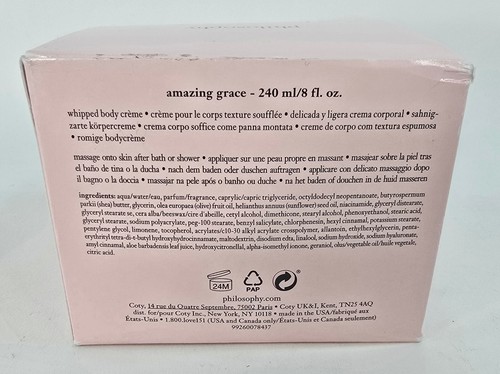 amazing grace - 240 ml/8 fl. oz.
whipped body crème • crème pour le corps texture soufflée • delicada y ligera crema corporal • sahnig-
zarte körpercreme • crema corpo soffice come panna montata • creme de corpo com textura espumosa
• romige bodycrème
massage onto skin after bath or shower • appliquer sur une peau propre en massant • masajear sobre la piel tras
el baño de tina o la ducha • nach dem baden oder duschen auftragen • applicare con delicato massaggio dopo
il bagno o la doccia • massajar na pele após o banho ou duche • na het baden of douchen in de huid masseren
ingredients: aqua/water/eau, parfum/fragrance, caprylic/capric triglyceride, octyldodecyl neopentanoate, butyrospermum
parkii (shea) butter, glycerin, olea europaea (olive) fruit oil, helianthus annuus (sunflower) seed oil, niacinamide, glyceryl distearate,
glyceryl stearate se, cera alba/beeswax/cire d'abeille, cetyl alcohol, dimethicone, stearyl alcohol, phenoxyethanol, stearic acid,
glyceryl stearate, sodium polyacrylate, peg-100 stearate, benzyl salicylate, chlorphenesin, hexyl cinnamal, potassium stearate,
pentylene glycol, limonene, tocopherol, acrylates/c10-30 alkyl acrylate crosspolymer, allantoin, ethylhexylglycerin, penta-
erythrityl tetra-di-t-butyl hydroxyhydrocinnamate, maltodextrin, disodium edta, linalool, sodium hydroxide, sodium hyaluronate,
amyl cinnamal, aloe barbadensis leaf juice, hydroxycitronellal, alpha-isomethyl ionone, geraniol, olus/vegetable oil/huile vegetale,
citric acid.
24M
PAP
philosophy.com
Coty, 14 rue du Quatre Septembre, 75002 Paris • Coty UK&I, Kent, TN25 4AQ
dist. for/pour Coty Inc., New York, NY 10118 • made in USA/fabriqué aux
États-Unis • 1.800.love151 (USA and Canada only/États-Unis et Canada seulement)
99260078437